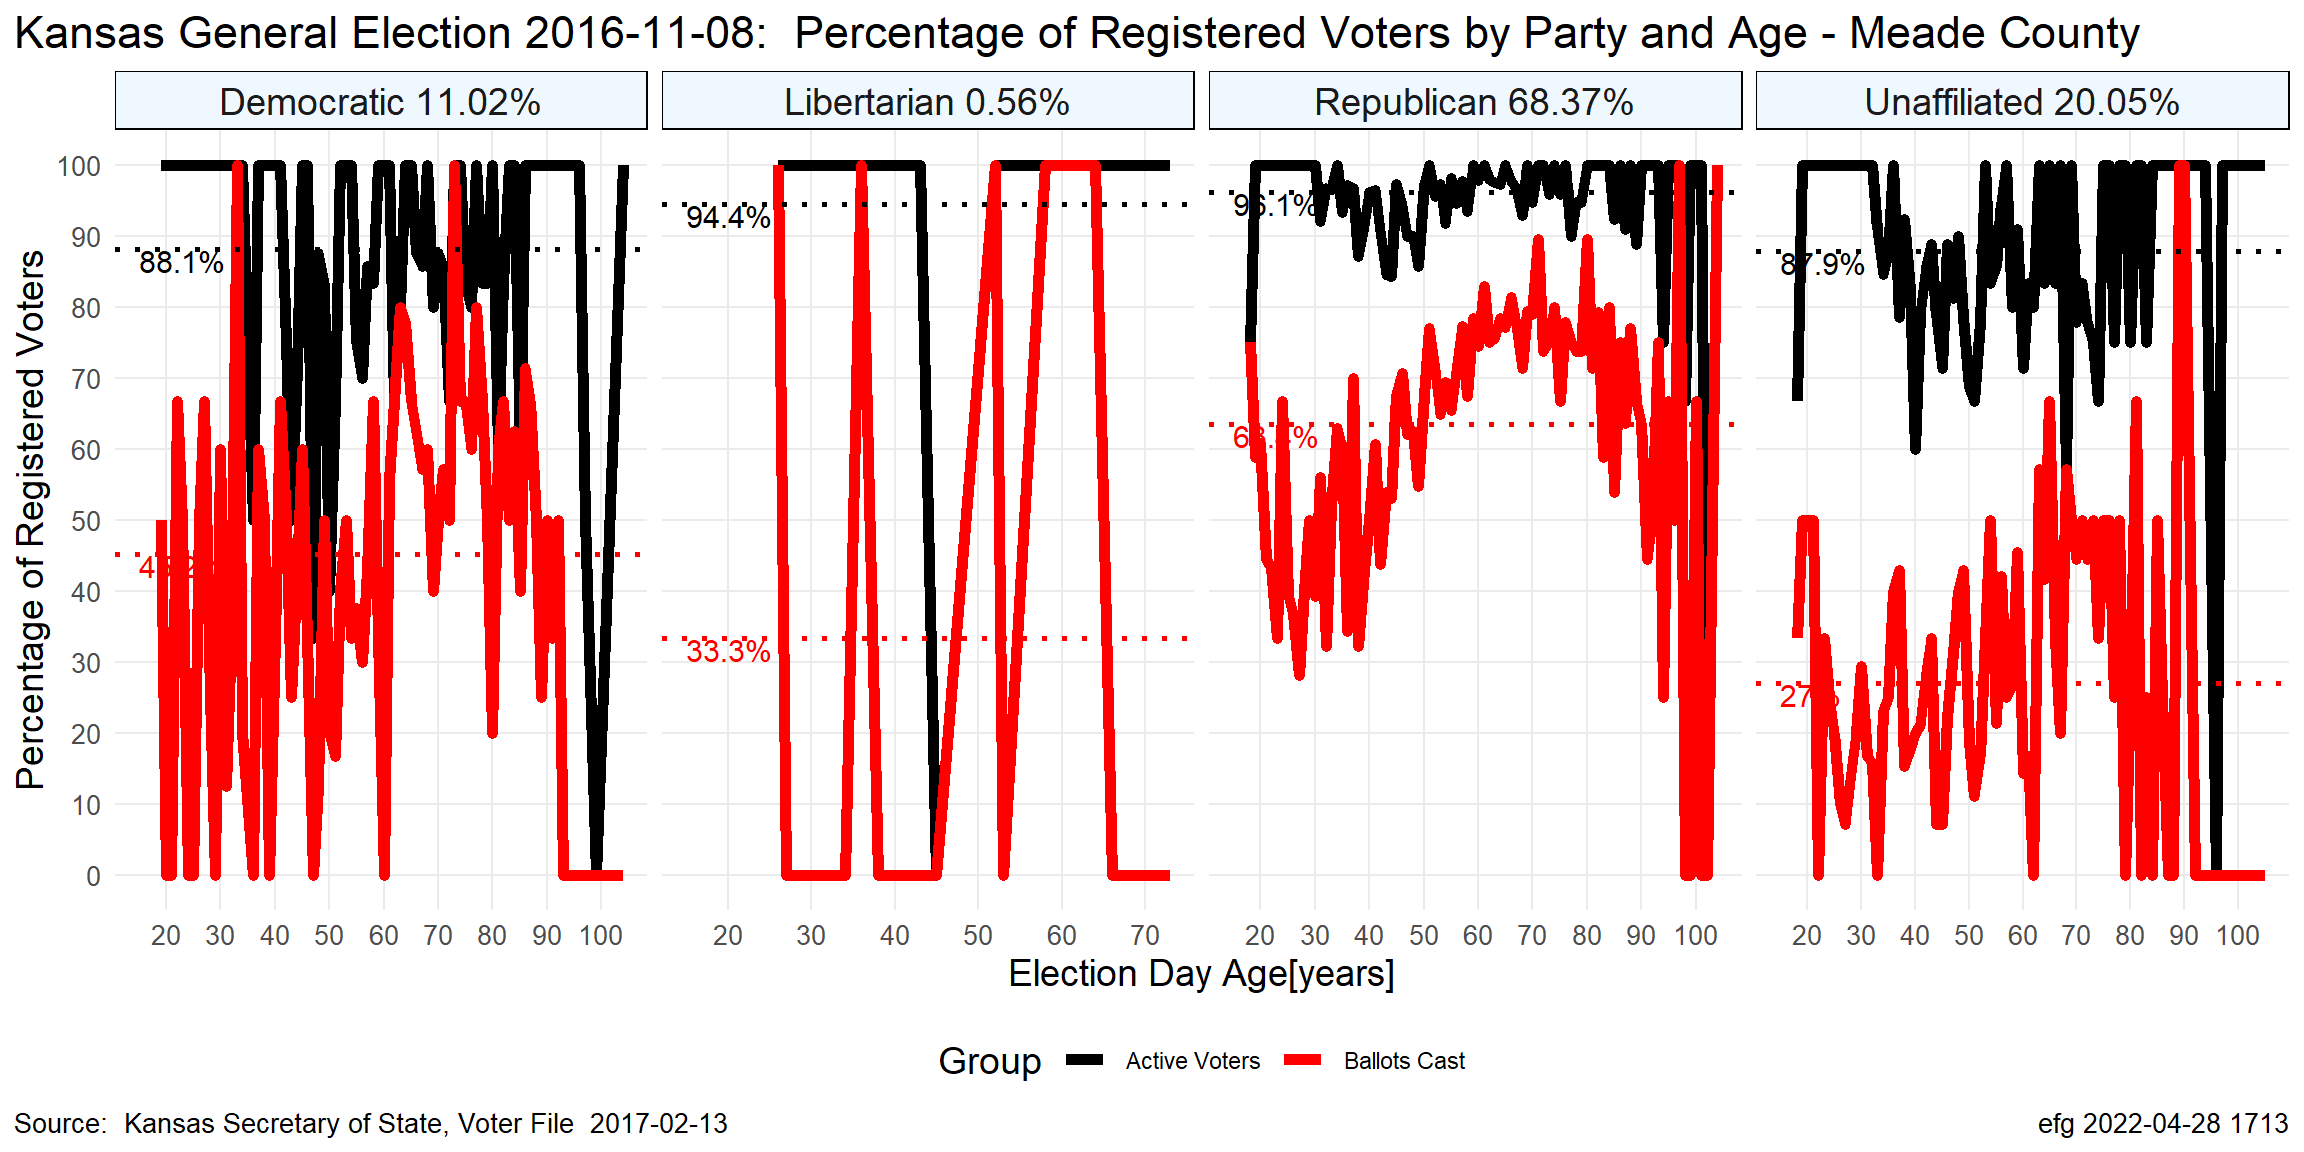 Kansas General Election 2016-11-08:  Percentage of Registered Voters by Party and Age - Meade County
Democratic 11.02%
Libertarian 0.56%
Republican 68.37%
Unaffiliated 20.05%
Percentage of Registered Voters
100
90
80
70
60
50
40
30
20
10
0
88.1%
94.4%
33.3%
96.1%
87.9%
20 30 40 50 60 70 80 90 100
20 30 40 50 60 70
20 30 40 50 60 70 80 90 100
20 30 40 50 60 70 80 90 100
Election Day Age[years]
Group Active Voters Ballots Cast
Source:  Kansas Secretary of State, Voter File  2017-02-13
efg 2022-04-28 1713